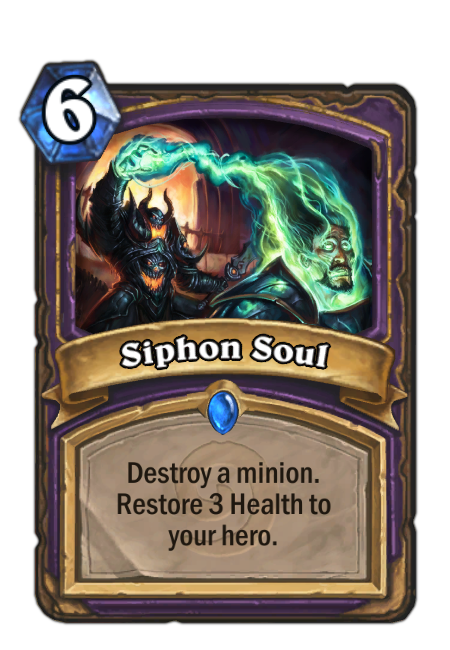 6
Siphon Soul
Destroy a minion.
Restore 3 Health to
your hero.